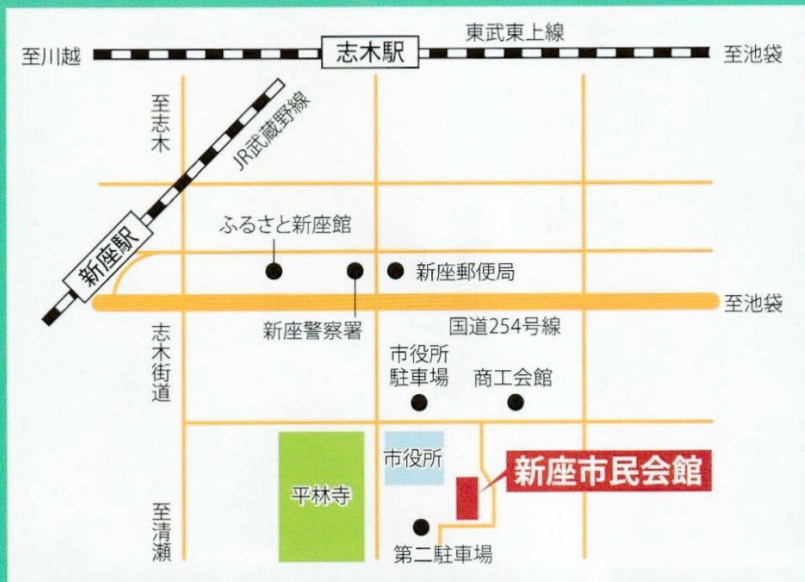 東武東上線
至川越
志木駅
至池袋
至志木
JR武蔵野線
ふるさと新座館
新座駅
新座郵便局
至池袋
新座警察署
国道254号線
志木街道
市役所
駐車場
商工会館
市役所
新座市民会館
平林寺
至清瀬
第二駐車場